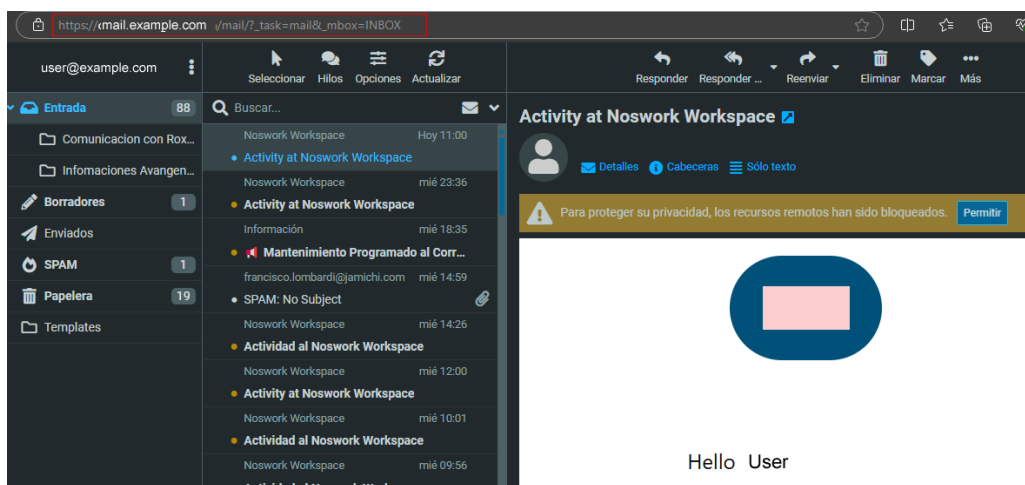 https://mail.example.com/mail/?_task=mail&_mbox=INBOX
user@example.com
Seleccionar Hilos Opciones Actualizar
Responder Responder ... Reenviar Eliminar Marcar Más
Entrada 88
Comunicacion con Rox...
Infomaciones Avangen...
Borradores 1
Enviados
SPAM 1
Papelera 19
Templates
Buscar...
Noswork Workspace Hoy 11:00
Activity at Noswork Workspace
Noswork Workspace mié 23:36
Activity at Noswork Workspace
Información mié 18:35
Mantenimiento Programado al Corr...
francisco.lombardi@jamichi.com mié 14:59
SPAM: No Subject
Noswork Workspace mié 14:26
Actividad al Noswork Workspace
Noswork Workspace mié 12:00
Activity at Noswork Workspace
Noswork Workspace mié 10:01
Actividad al Noswork Workspace
Noswork Workspace mié 09:56
Activity at Noswork Workspace
Detalles Cabeceras Sólo texto
Para proteger su privacidad, los recursos remotos han sido bloqueados. Permitir
Hello User